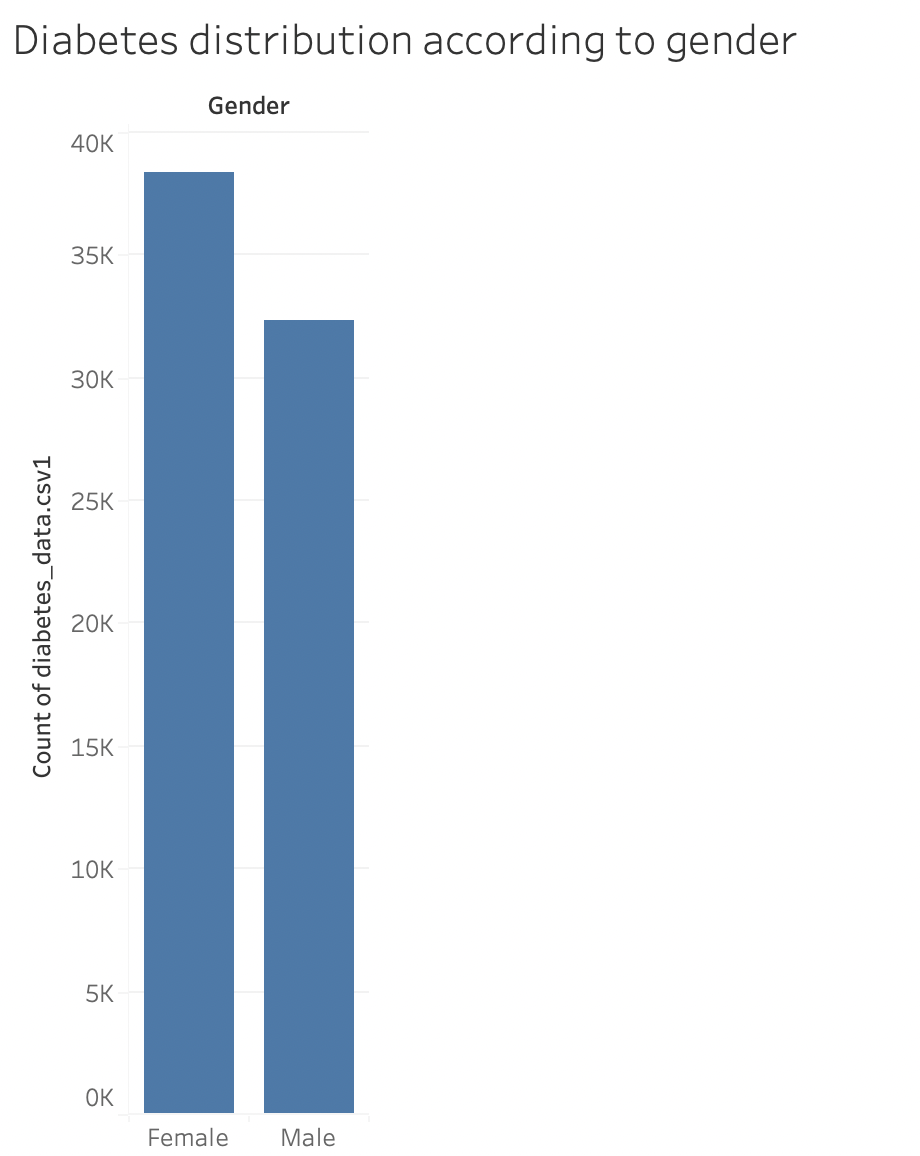 Diabetes distribution according to gender
Gender
40K
35K
30K
25K
20K
15K
10K
5K
0K
Count of diabetes_data.csv1
Female
Male